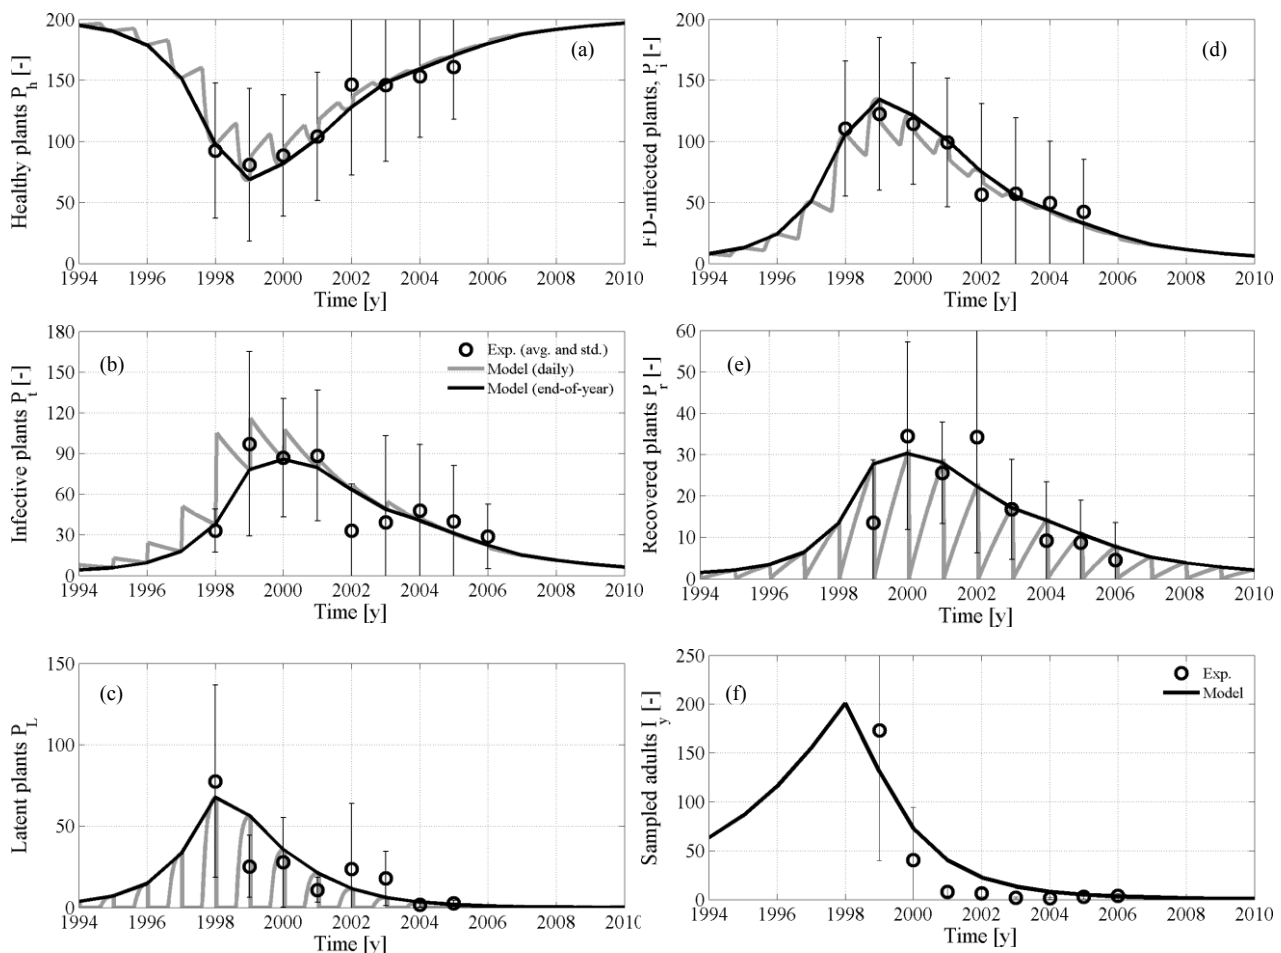 200
150
100
50
0
1994 1996 1998 2000 2002 2004 2006 2008 2010
Time [y]
Healthy plants P_h [-]
(a)
200
150
100
50
0
1994 1996 1998 2000 2002 2004 2006 2008 2010
Time [y]
FD-infected plants, P_i [-]
(d)
180
150
120
90
60
30
0
1994 1996 1998 2000 2002 2004 2006 2008 2010
Time [y]
Infective plants P_t [-]
(b)
Exp. (avg. and std.)
Model (daily)
Model (end-of-year)
60
50
40
30
20
10
0
1994 1996 1998 2000 2002 2004 2006 2008 2010
Time [y]
Recovered plants P_r [-]
(e)
150
100
50
0
1994 1996 1998 2000 2002 2004 2006 2008 2010
Time [y]
Latent plants P_L
(c)
250
200
150
100
50
0
1994 1996 1998 2000 2002 2004 2006 2008 2010
Time [y]
Sampled adults I_y [-]
(f)
Exp.
Model